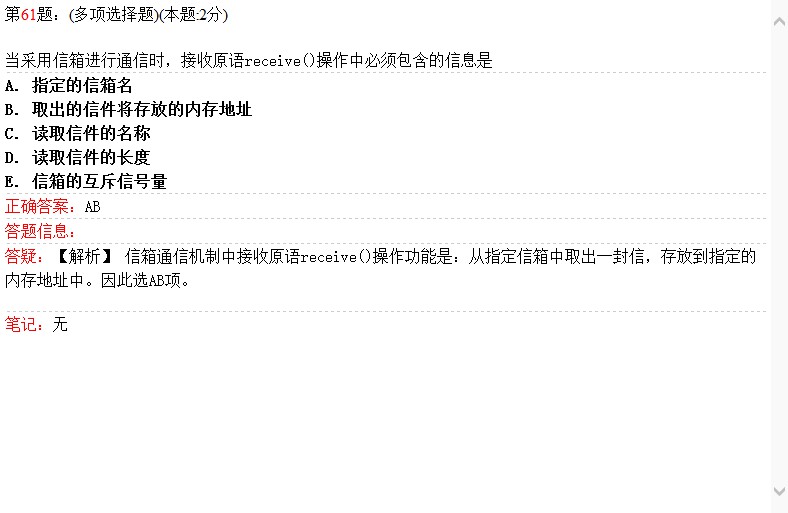 第61题：(多项选择题)(本题:2分)
当采用信箱进行通信时，接收原语receive()操作中必须包含的信息是
A. 指定的信箱名
B. 取出的信件将存放的内存地址
C. 读取信件的名称
D. 读取信件的长度
E. 信箱的互斥信号量
正确答案：AB
答题信息：
答疑：【解析】 信箱通信机制中接收原语receive()操作功能是：从指定信箱中取出一封信，存放到指定的
内存地址中。因此选AB项。
笔记：无